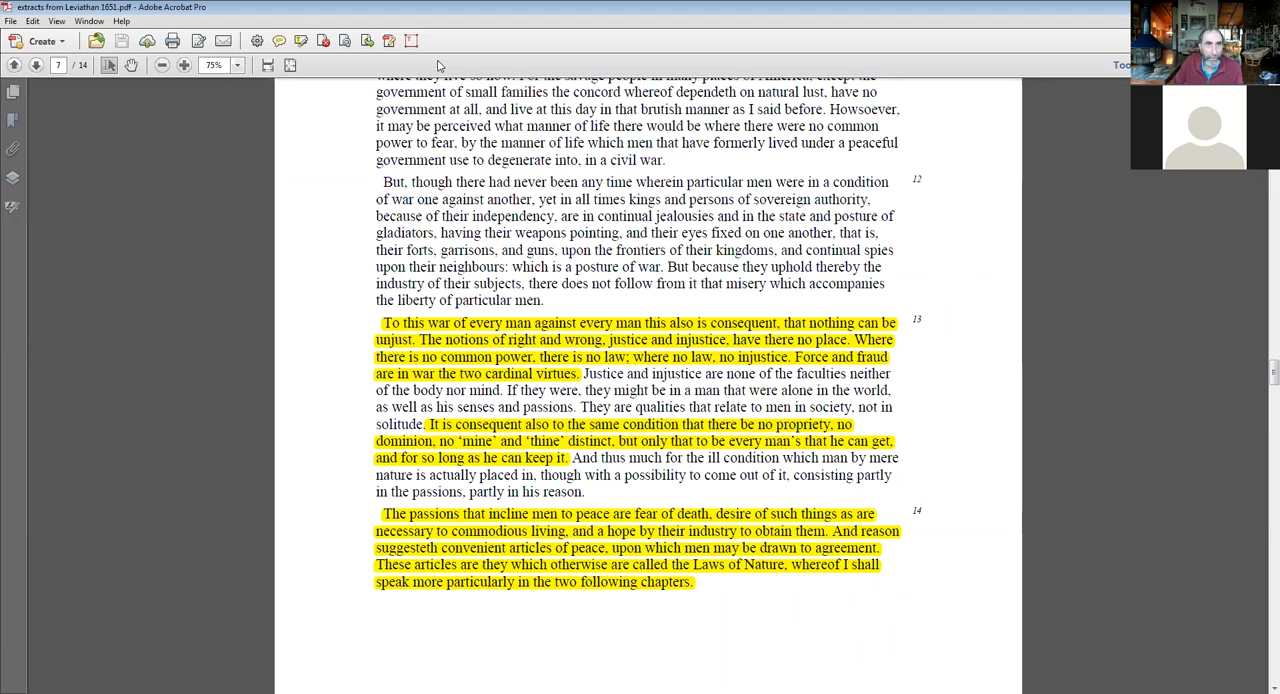 extracts from Leviathan 1651.pdf - Adobe Acrobat Pro
File Edit View Window Help
Create
7 / 14 75%
government of small families the concord whereof dependeth on natural lust, have no
government at all, and live at this day in that brutish manner as I said before. Howsoever,
it may be perceived what manner of life there would be where there were no common
power to fear, by the manner of life which men that have formerly lived under a peaceful
government use to degenerate into, in a civil war.
But, though there had never been any time wherein particular men were in a condition 12
of war one against another, yet in all times kings and persons of sovereign authority,
because of their independency, are in continual jealousies and in the state and posture of
gladiators, having their weapons pointing, and their eyes fixed on one another, that is,
their forts, garrisons, and guns, upon the frontiers of their kingdoms, and continual spies
upon their neighbours: which is a posture of war. But because they uphold thereby the
industry of their subjects, there does not follow from it that misery which accompanies
the liberty of particular men.
To this war of every man against every man this also is consequent, that nothing can be 13
unjust. The notions of right and wrong, justice and injustice, have there no place. Where
there is no common power, there is no law; where no law, no injustice. Force and fraud
are in war the two cardinal virtues. Justice and injustice are none of the faculties neither
of the body nor mind. If they were, they might be in a man that were alone in the world,
as well as his senses and passions. They are qualities that relate to men in society, not in
solitude. It is consequent also to the same condition that there be no propriety, no
dominion, no ‘mine’ and ‘thine’ distinct, but only that to be every man’s that he can get,
and for so long as he can keep it. And thus much for the ill condition which man by mere
nature is actually placed in, though with a possibility to come out of it, consisting partly
in the passions, partly in his reason.
The passions that incline men to peace are fear of death, desire of such things as are 14
necessary to commodious living, and a hope by their industry to obtain them. And reason
suggesteth convenient articles of peace, upon which men may be drawn to agreement.
These articles are they which otherwise are called the Laws of Nature, whereof I shall
speak more particularly in the two following chapters.